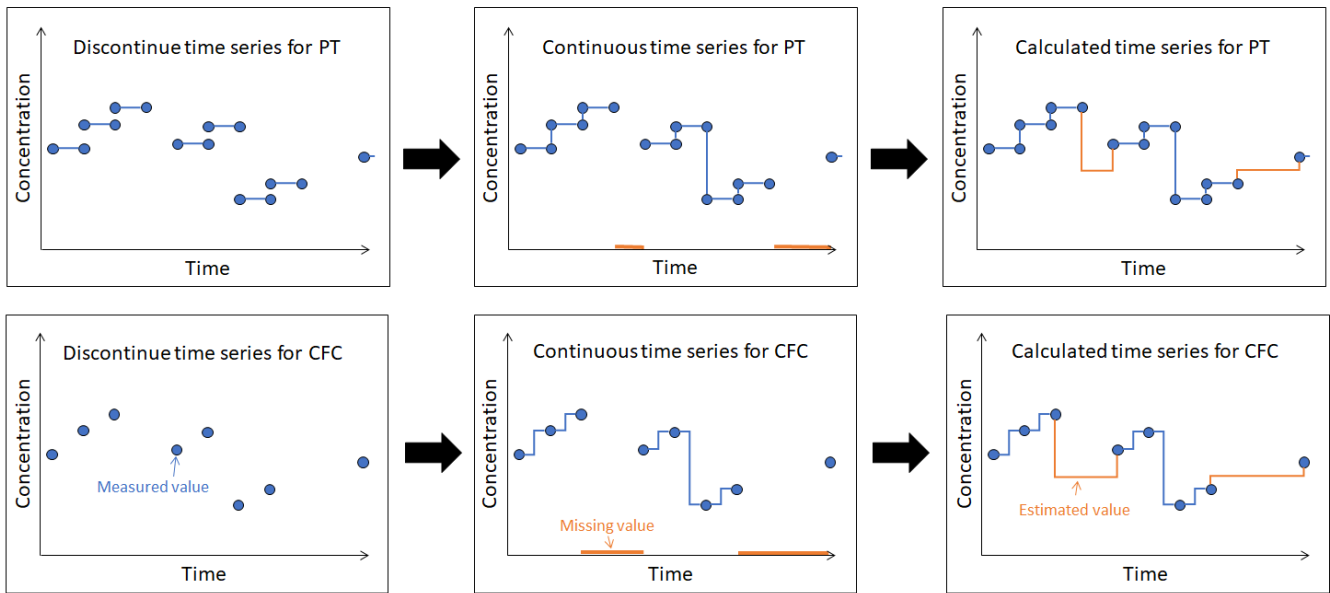 Discontinue time series for PT
Concentration
Time
Continuous time series for PT
Concentration
Time
Calculated time series for PT
Concentration
Time
Discontinue time series for CFC
Concentration
Measured value
Time
Continuous time series for CFC
Concentration
Missing value
Time
Calculated time series for CFC
Concentration
Estimated value
Time